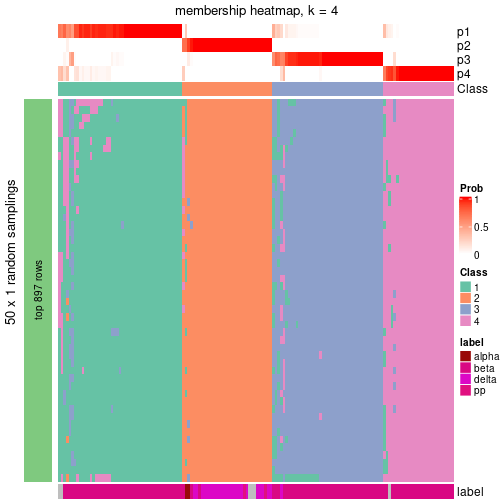 membership heatmap, k = 4
p1
p2
p3
p4
Class
50 x 1 random samplings
top 897 rows
Prob
1
0.5
0
Class
1
2
3
4
label
alpha
beta
delta
pp
label